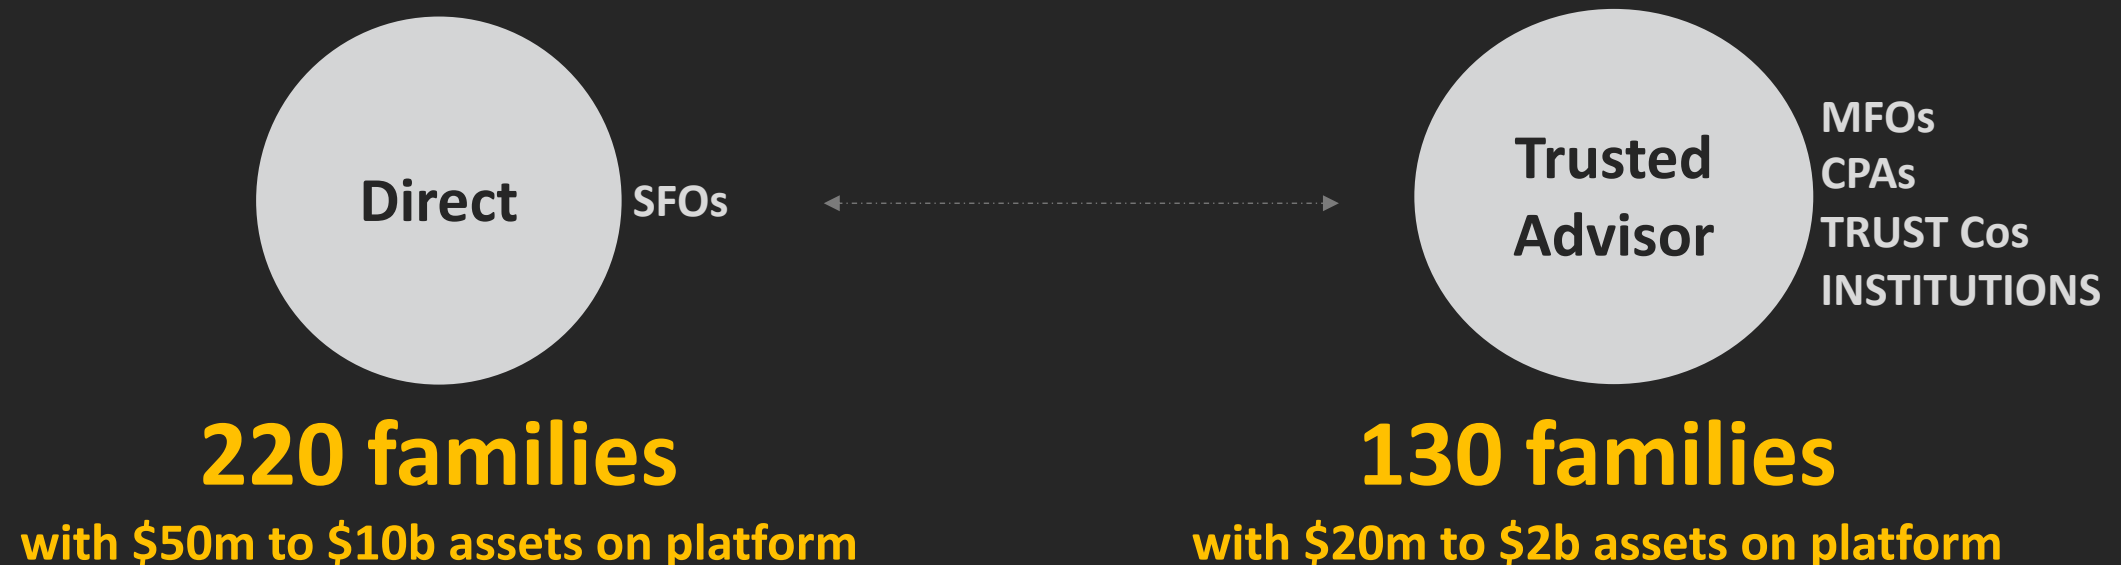 Direct
SFOs
220 families
with $50m to $10b assets on platform
Trusted
Advisor
MFOs
CPAs
TRUST Cos
INSTITUTIONS
130 families
with $20m to $2b assets on platform